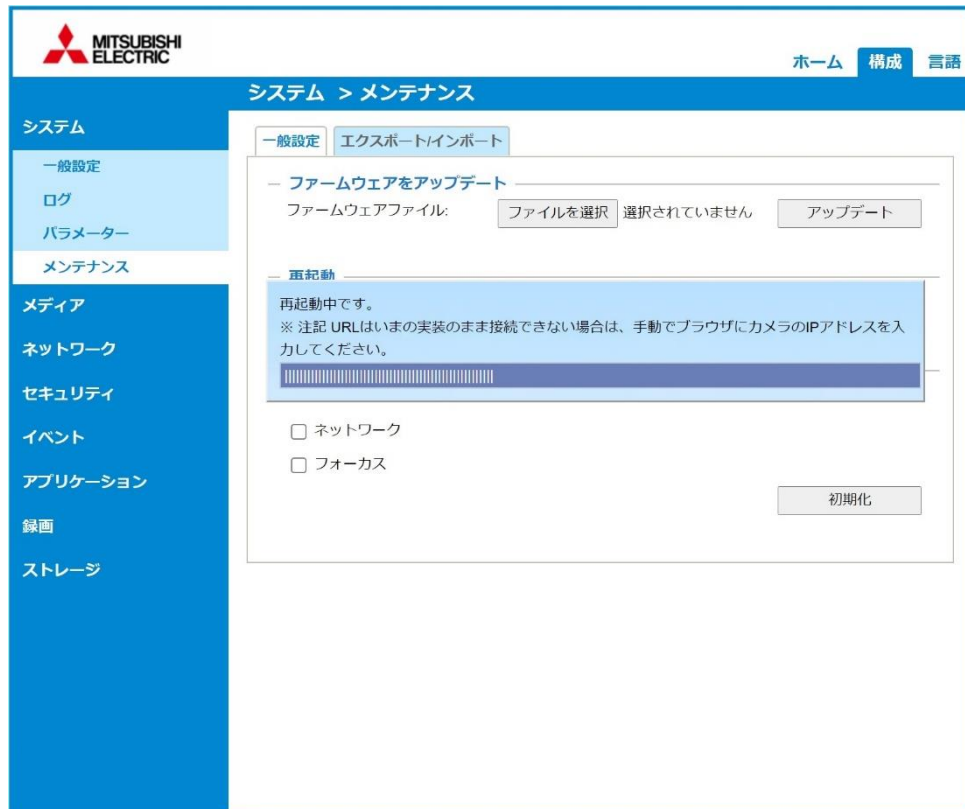 MITSUBISHI
ELECTRIC
ホーム 構成 言語
システム > メンテナンス
システム
一般設定
ログ
パラメーター
メンテナンス
メディア
ネットワーク
セキュリティ
イベント
アプリケーション
録画
ストレージ
一般設定 エクスポート/インポート
ファームウェアをアップデート
ファームウェアファイル: ファイルを選択 選択されていません アップデート
再起動
再起動中です。
※ 注記 URLはいまの実装のまま接続できない場合は、手動でブラウザにカメラのIPアドレスを入
力してください。
ネットワーク
フォーカス
初期化